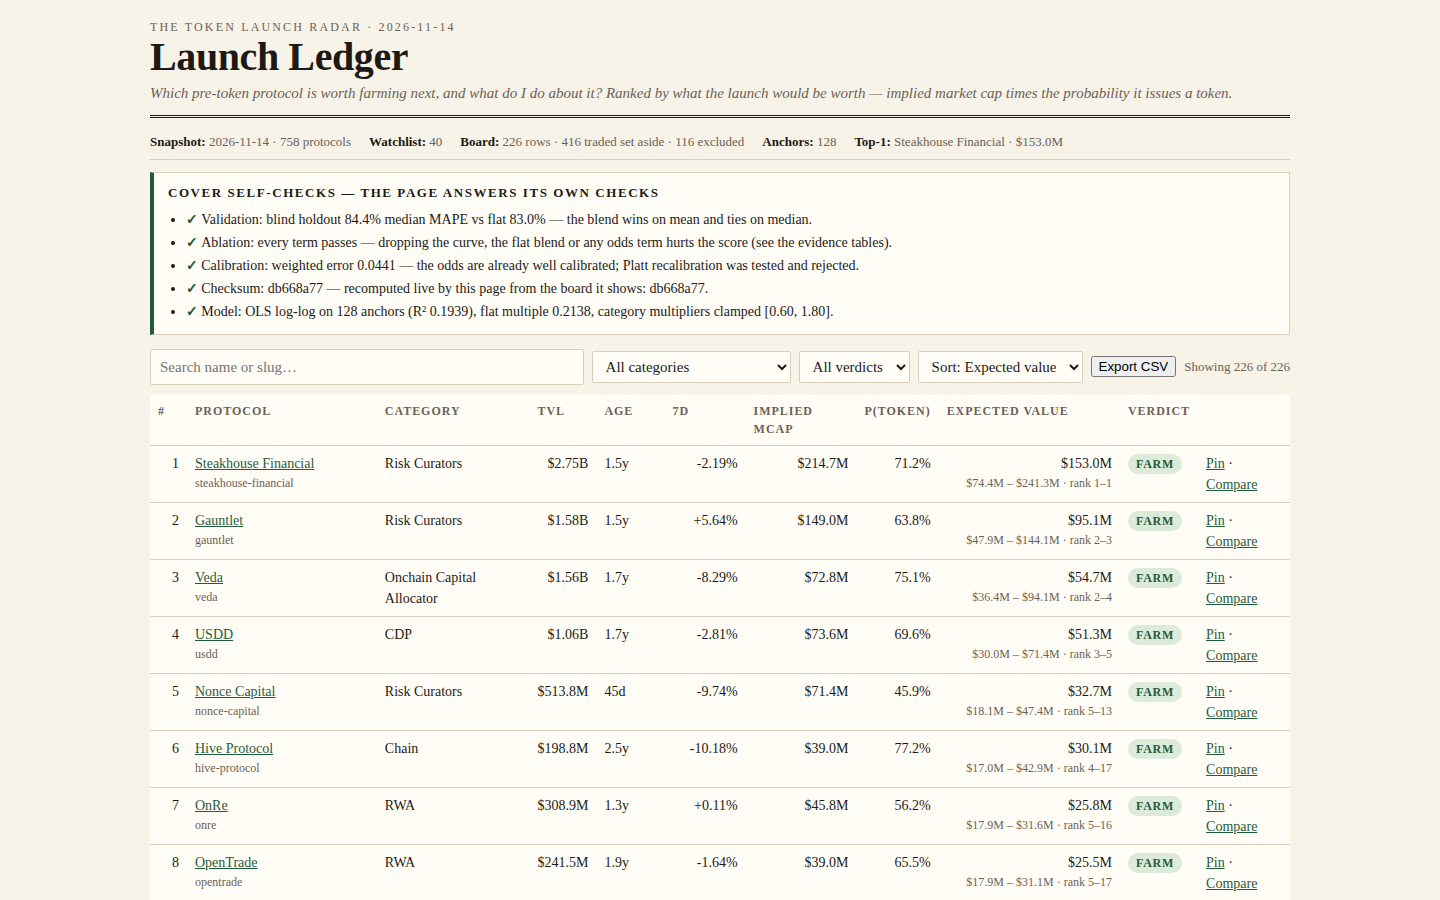 THE TOKEN LAUNCH RADAR · 2026-11-14
Launch Ledger
Which pre-token protocol is worth farming next, and what do I do about it? Ranked by what the launch would be worth — implied market cap times the probability it issues a token.
Snapshot: 2026-11-14 · 758 protocols Watchlist: 40 Board: 226 rows · 416 traded set aside · 116 excluded Anchors: 128 Top-1: Steakhouse Financial · $153.0M
COVER SELF-CHECKS — THE PAGE ANSWERS ITS OWN CHECKS
• ✓ Validation: blind holdout 84.4% median MAPE vs flat 83.0% — the blend wins on mean and ties on median.
• ✓ Ablation: every term passes — dropping the curve, the flat blend or any odds term hurts the score (see the evidence tables).
• ✓ Calibration: weighted error 0.0441 — the odds are already well calibrated; Platt recalibration was tested and rejected.
• ✓ Checksum: db668a77 — recomputed live by this page from the board it shows: db668a77.
• ✓ Model: OLS log-log on 128 anchors (R² 0.1939), flat multiple 0.2138, category multipliers clamped [0.60, 1.80].
Search name or slug… All categories All verdicts Sort: Expected value Export CSV Showing 226 of 226
# PROTOCOL CATEGORY TVL AGE 7D IMPLIED P(TOKEN) EXPECTED VALUE VERDICT
MCAP
1 Steakhouse Financial Risk Curators $2.75B 1.5y -2.19% $214.7M 71.2% $153.0M FARM Pin ·
steakhouse-financial $74.4M – $241.3M · rank 1–1 Compare
2 Gauntlet Risk Curators $1.58B 1.5y +5.64% $149.0M 63.8% $95.1M FARM Pin ·
gauntlet $47.9M – $144.1M · rank 2–3 Compare
3 Veda Onchain Capital $1.56B 1.7y -8.29% $72.8M 75.1% $54.7M FARM Pin ·
veda Allocator $36.4M – $94.1M · rank 2–4 Compare
4 USDD CDP $1.06B 1.7y -2.81% $73.6M 69.6% $51.3M FARM Pin ·
usdd $30.0M – $71.4M · rank 3–5 Compare
5 Nonce Capital Risk Curators $513.8M 45d -9.74% $71.4M 45.9% $32.7M FARM Pin ·
nonce-capital $18.1M – $47.4M · rank 5–13 Compare
6 Hive Protocol Chain $198.8M 2.5y -10.18% $39.0M 77.2% $30.1M FARM Pin ·
hive-protocol $17.0M – $42.9M · rank 4–17 Compare
7 OnRe RWA $308.9M 1.3y +0.11% $45.8M 56.2% $25.8M FARM Pin ·
onre $17.9M – $31.6M · rank 5–16 Compare
8 OpenTrade RWA $241.5M 1.9y -1.64% $39.0M 65.5% $25.5M FARM Pin ·
opentrade $17.9M – $31.1M · rank 5–17 Compare